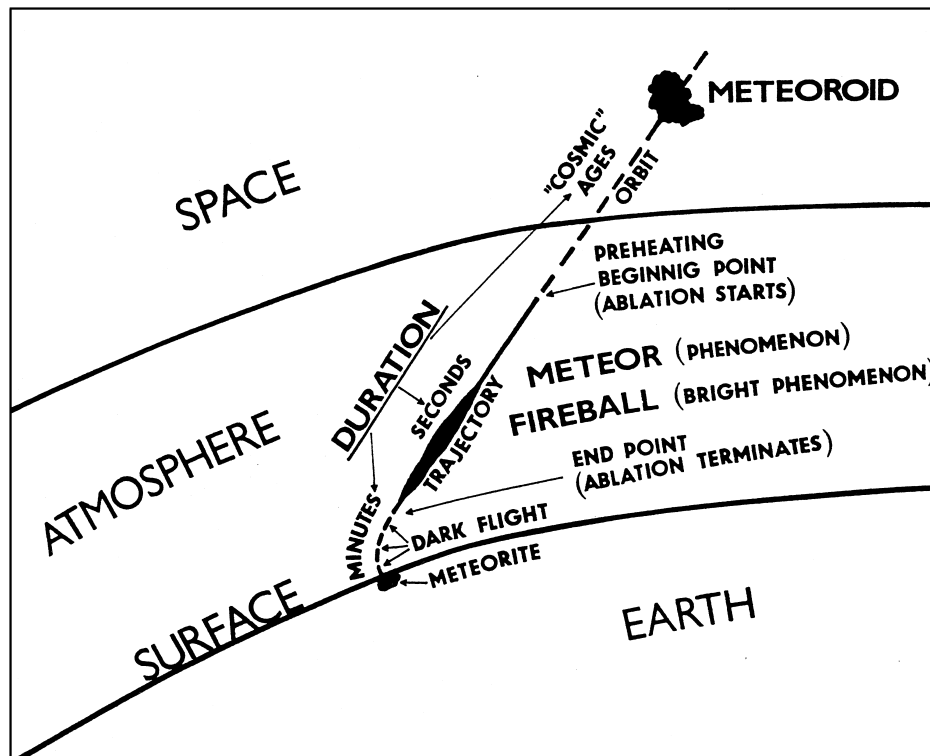 METEOROID
"COSMIC"
AGES
ORBIT
SPACE
PREHEATING
BEGINNIG POINT
(ABLATION STARTS)
DURATION
SECONDS
TRAJECTORY
METEOR (PHENOMENON)
FIREBALL (BRIGHT PHENOMENON)
ATMOSPHERE
END POINT
(ABLATION TERMINATES)
MINUTES
DARK FLIGHT
METEORITE
SURFACE
EARTH